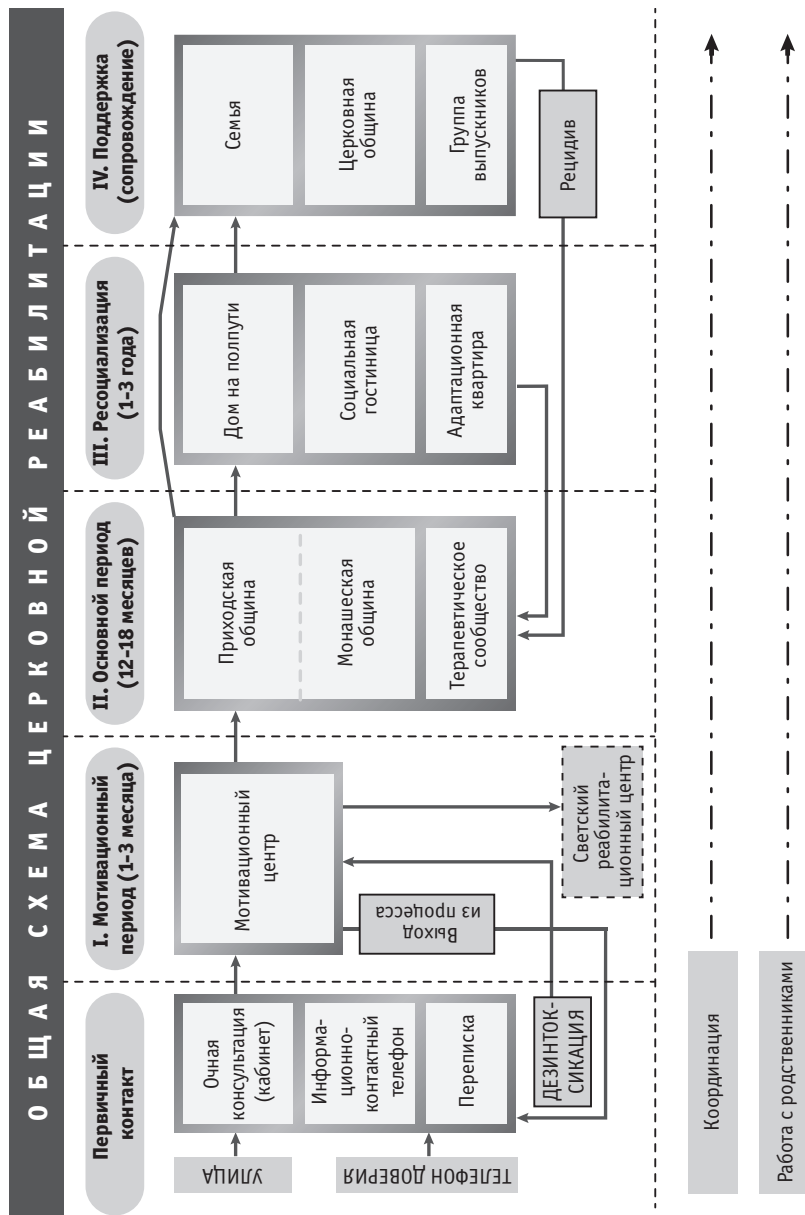 ОБЩАЯ СХЕМА ЦЕРКОВНОЙ РЕАБИЛИТАЦИИ
Первичный
контакт
I. Мотивационный
период (1–3 месяца)
II. Основной период
(12–18 месяцев)
III. Ресоциализация
(1–3 года)
IV. Поддержка
(сопровождение)
УЛИЦА
ТЕЛЕФОН ДОВЕРИЯ
Очная
консультация
(кабинет)
Информа-
ционно-
контактный
телефон
Переписка
ДЕЗИНТОК-
СИКАЦИЯ
Мотивационный
центр
Выход
из процесса
Светский
реабилита-
ционный центр
Приходская
община
Монашеская
община
Терапевтическое
сообщество
Дом на полпути
Социальная
гостиница
Адаптационная
квартира
Семья
Церковная
община
Группа
выпускников
Рецидив
Координация
Работа с родственниками